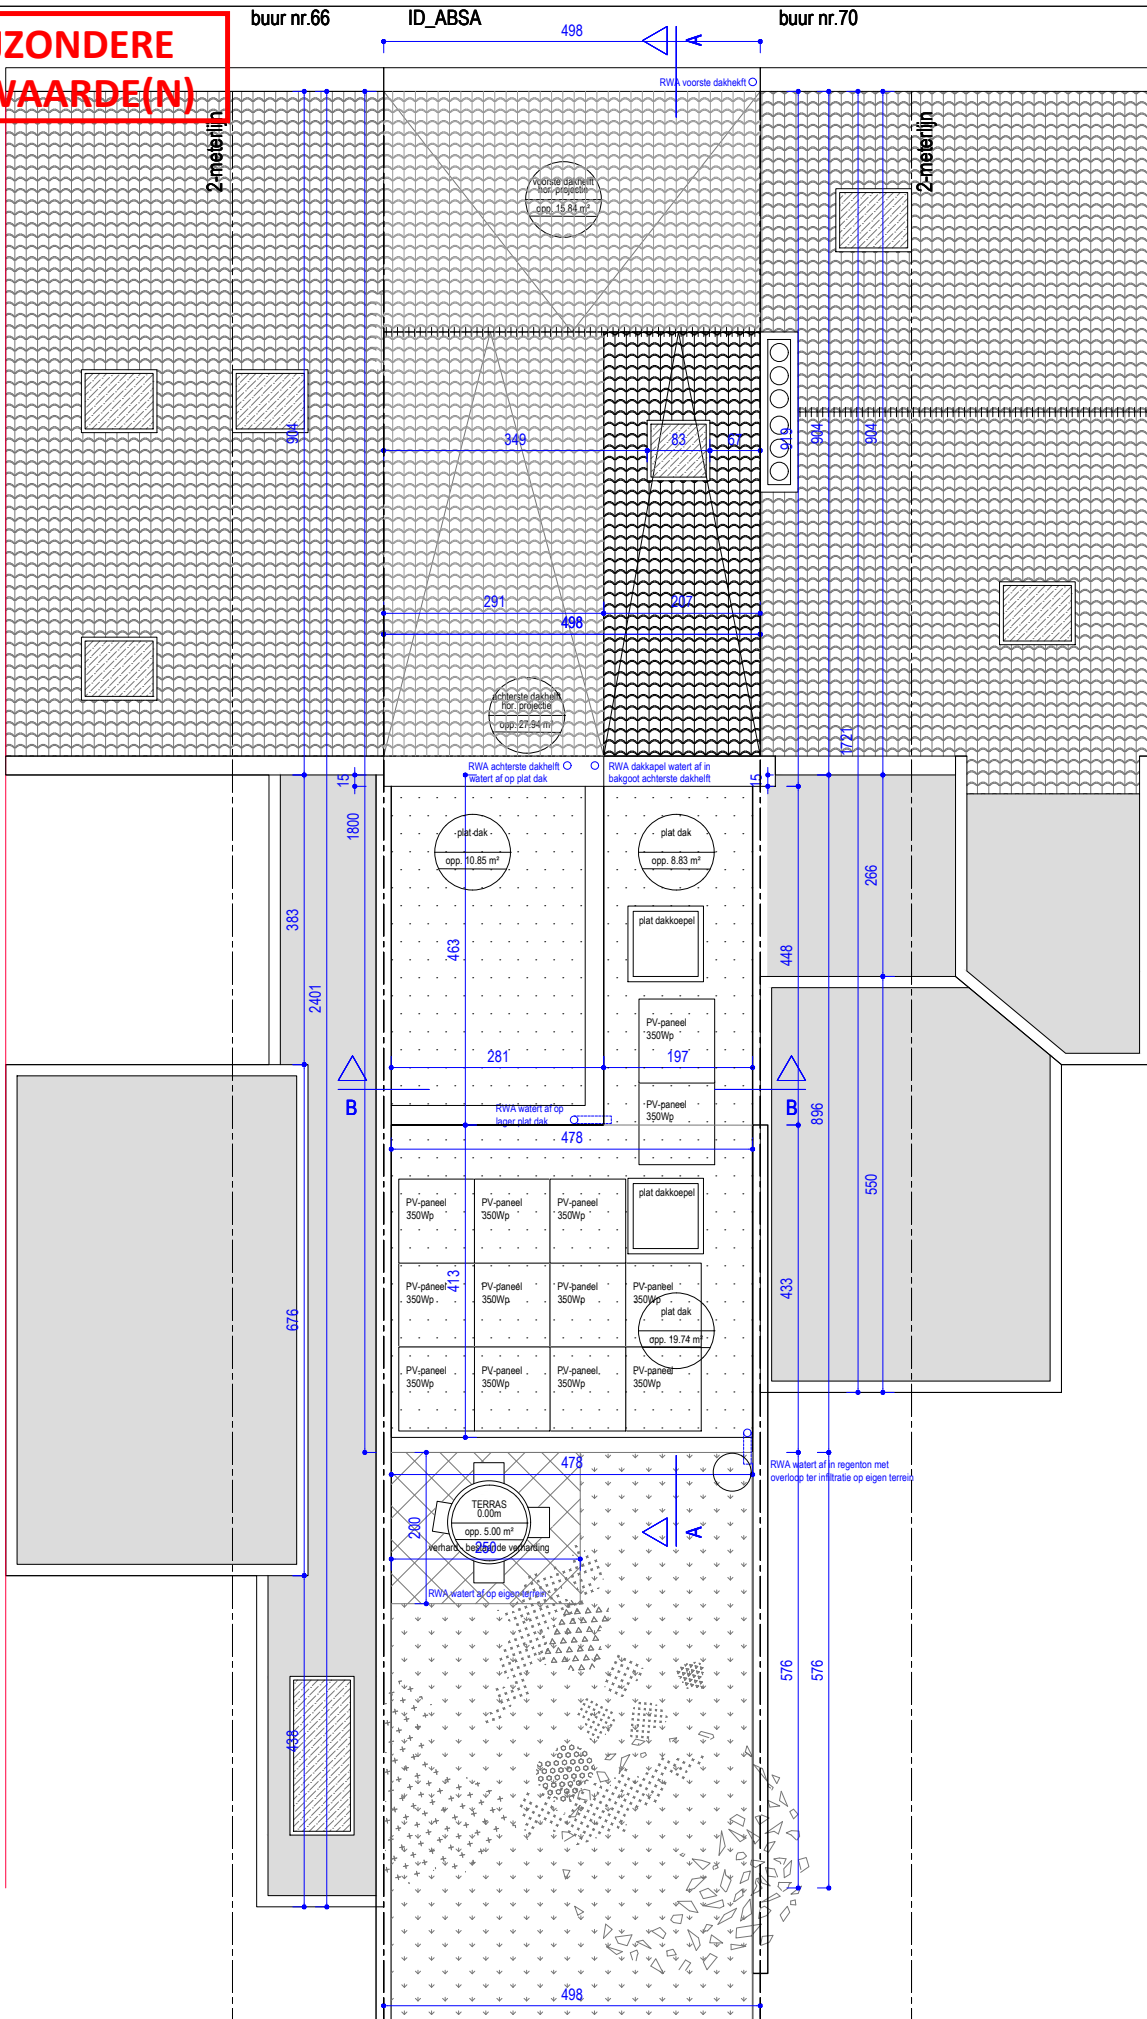 buur nr.66
ID_ABSA
buur nr.70
JZONDERE
WAARDE(N)
498
A
RWA voorste dakhelft
2-meterlijn
2-meterlijn
voorste dakhelft
hor. projectie
opp. 15.84 m²
904
349
83
67
919
904
904
291
207
498
achterste dakhelft
hor. projectie
opp. 27.94 m²
1721
RWA achterste dakhelft
watert af op plat dak
RWA dakkapel watert af in
bakgoot achterste dakhelft
15
15
1800
plat dak
opp. 10.85 m²
plat dak
opp. 8.83 m²
266
383
plat dakkoepel
463
448
2401
PV-paneel
350Wp
281
197
B
B
PV-paneel
350Wp
RWA watert af op
lager plat dak
896
478
550
plat dakkoepel
PV-paneel
350Wp
PV-paneel
350Wp
PV-paneel
350Wp
413
433
PV-paneel
350Wp
PV-paneel
350Wp
PV-paneel
350Wp
PV-paneel
350Wp
676
plat dak
opp. 19.74 m²
PV-paneel
350Wp
PV-paneel
350Wp
PV-paneel
350Wp
PV-paneel
350Wp
478
RWA watert af in regenton met
overloop ter infiltratie op eigen terrein
TERRAS
0.00m
opp. 5.00 m²
200
A
verhard - bestaande verharding
250
RWA watert af op eigen terrein
576
576
438
498